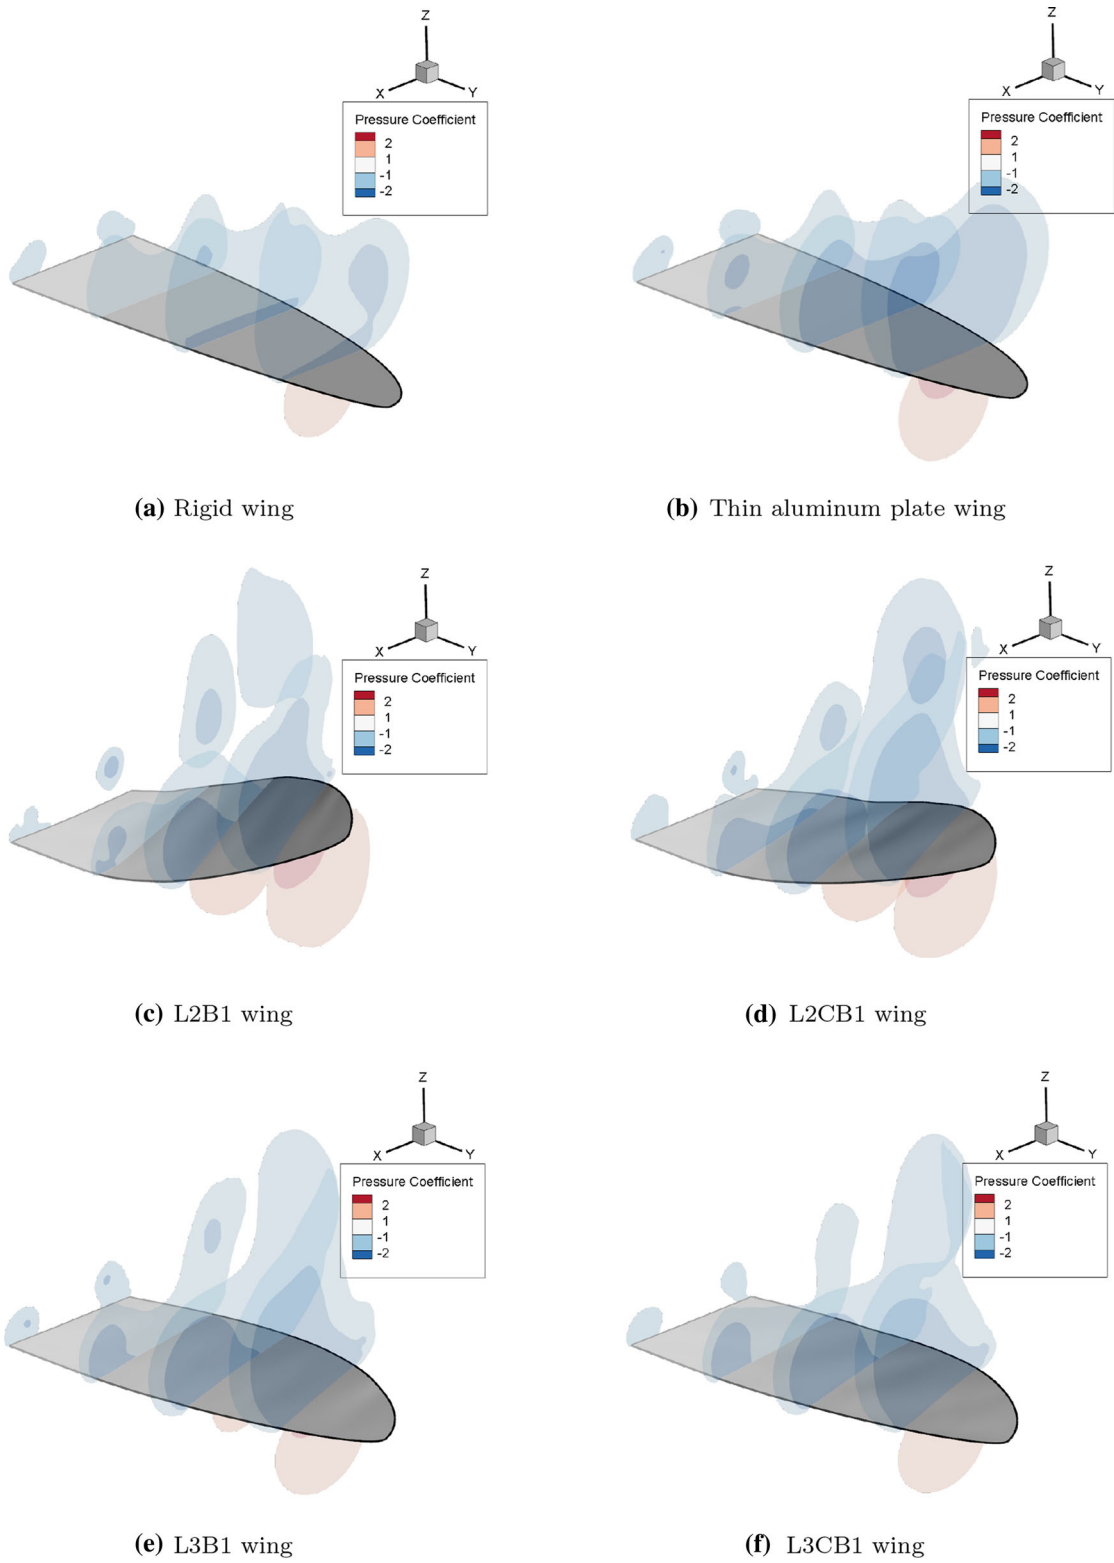 Z
X
Y
Pressure Coefficient
2
1
-1
-2
(a) Rigid wing
Z
X
Y
Pressure Coefficient
2
1
-1
-2
(b) Thin aluminum plate wing
Z
X
Y
Pressure Coefficient
2
1
-1
-2
(c) L2B1 wing
Z
X
Y
Pressure Coefficient
2
1
-1
-2
(d) L2CB1 wing
Z
X
Y
Pressure Coefficient
2
1
-1
-2
(e) L3B1 wing
Z
X
Y
Pressure Coefficient
2
1
-1
-2
(f) L3CB1 wing